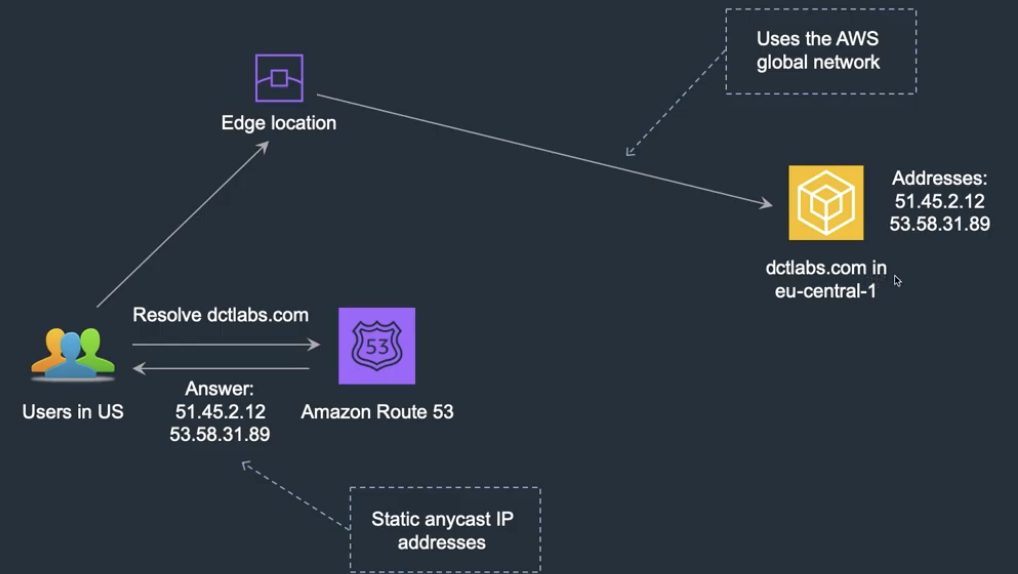 Uses the AWS
global network
Edge location
Addresses:
51.45.2.12
53.58.31.89
dctlabs.com in
eu-central-1
Resolve dctlabs.com
53
Answer:
51.45.2.12
53.58.31.89
Users in US
Amazon Route 53
Static anycast IP
addresses